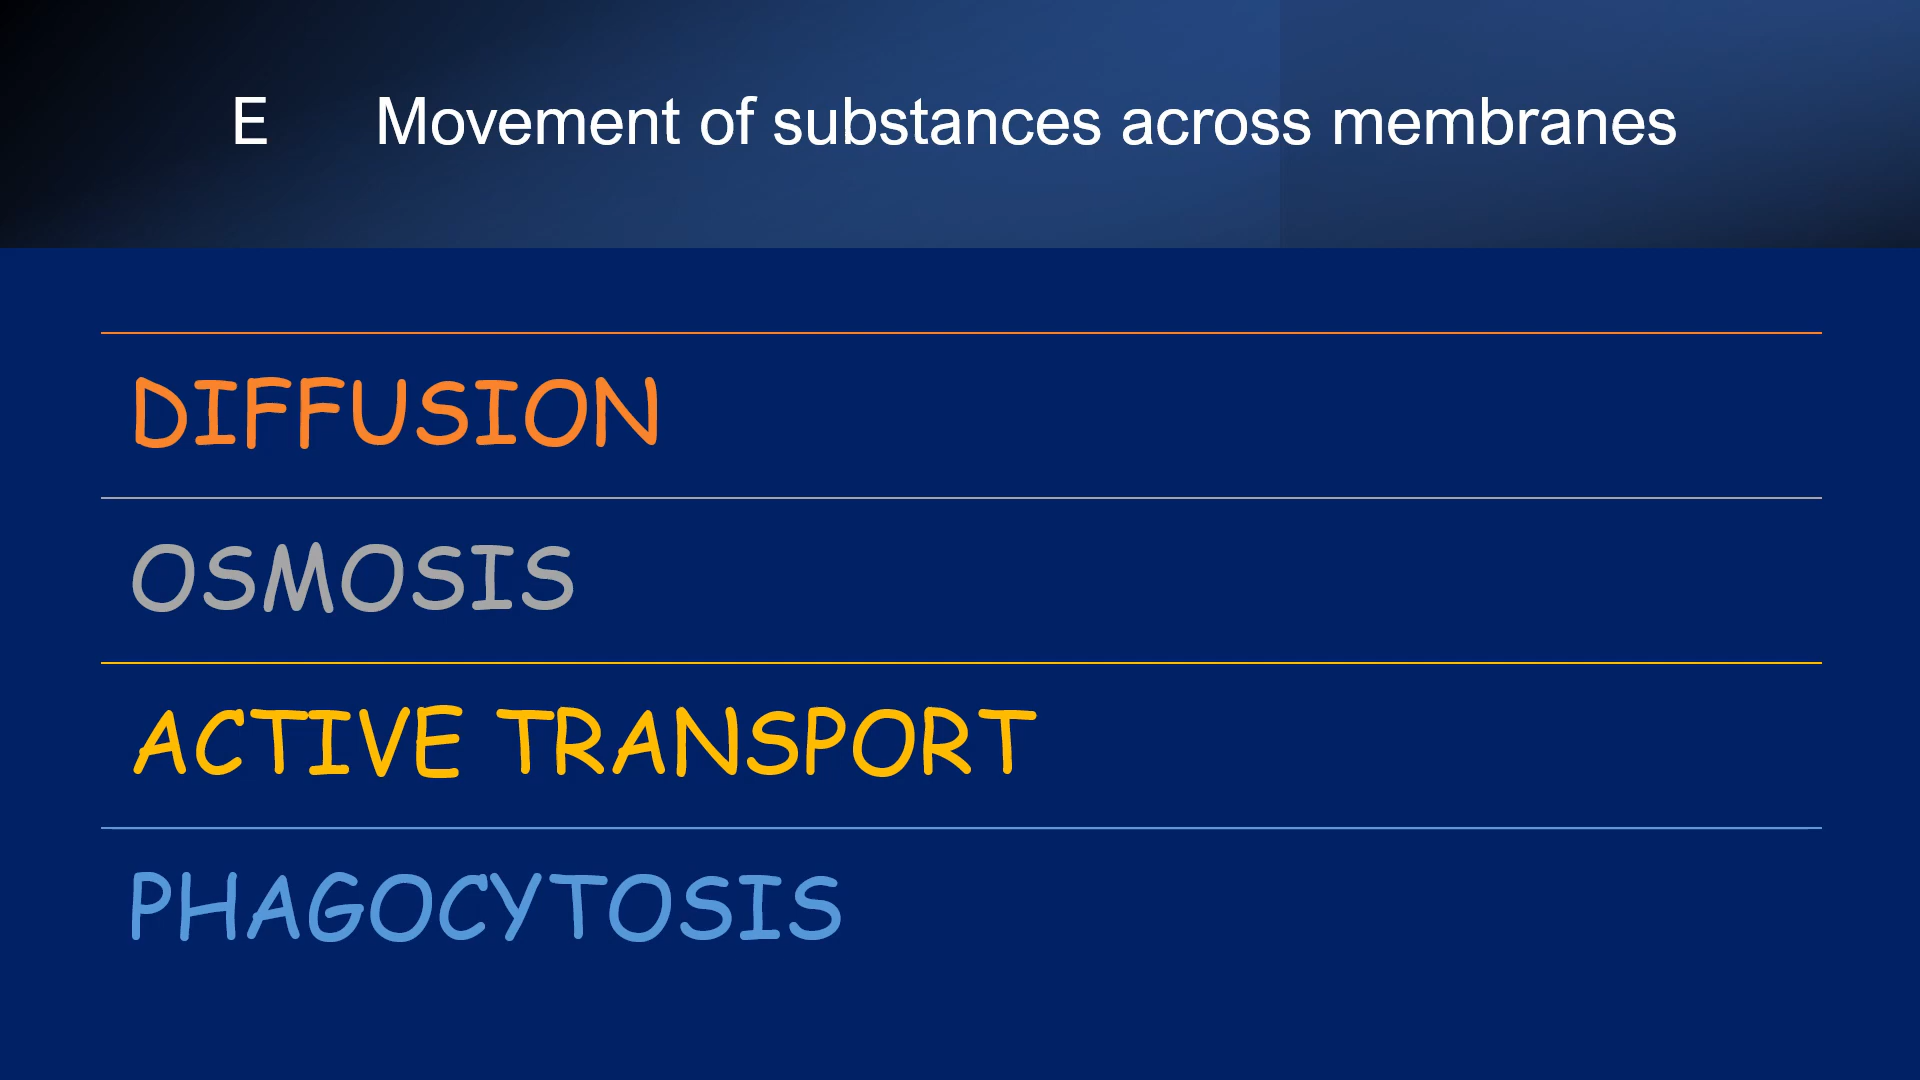 E Movement of substances across membranes
DIFFUSION
OSMOSIS
ACTIVE TRANSPORT
PHAGOCYTOSIS